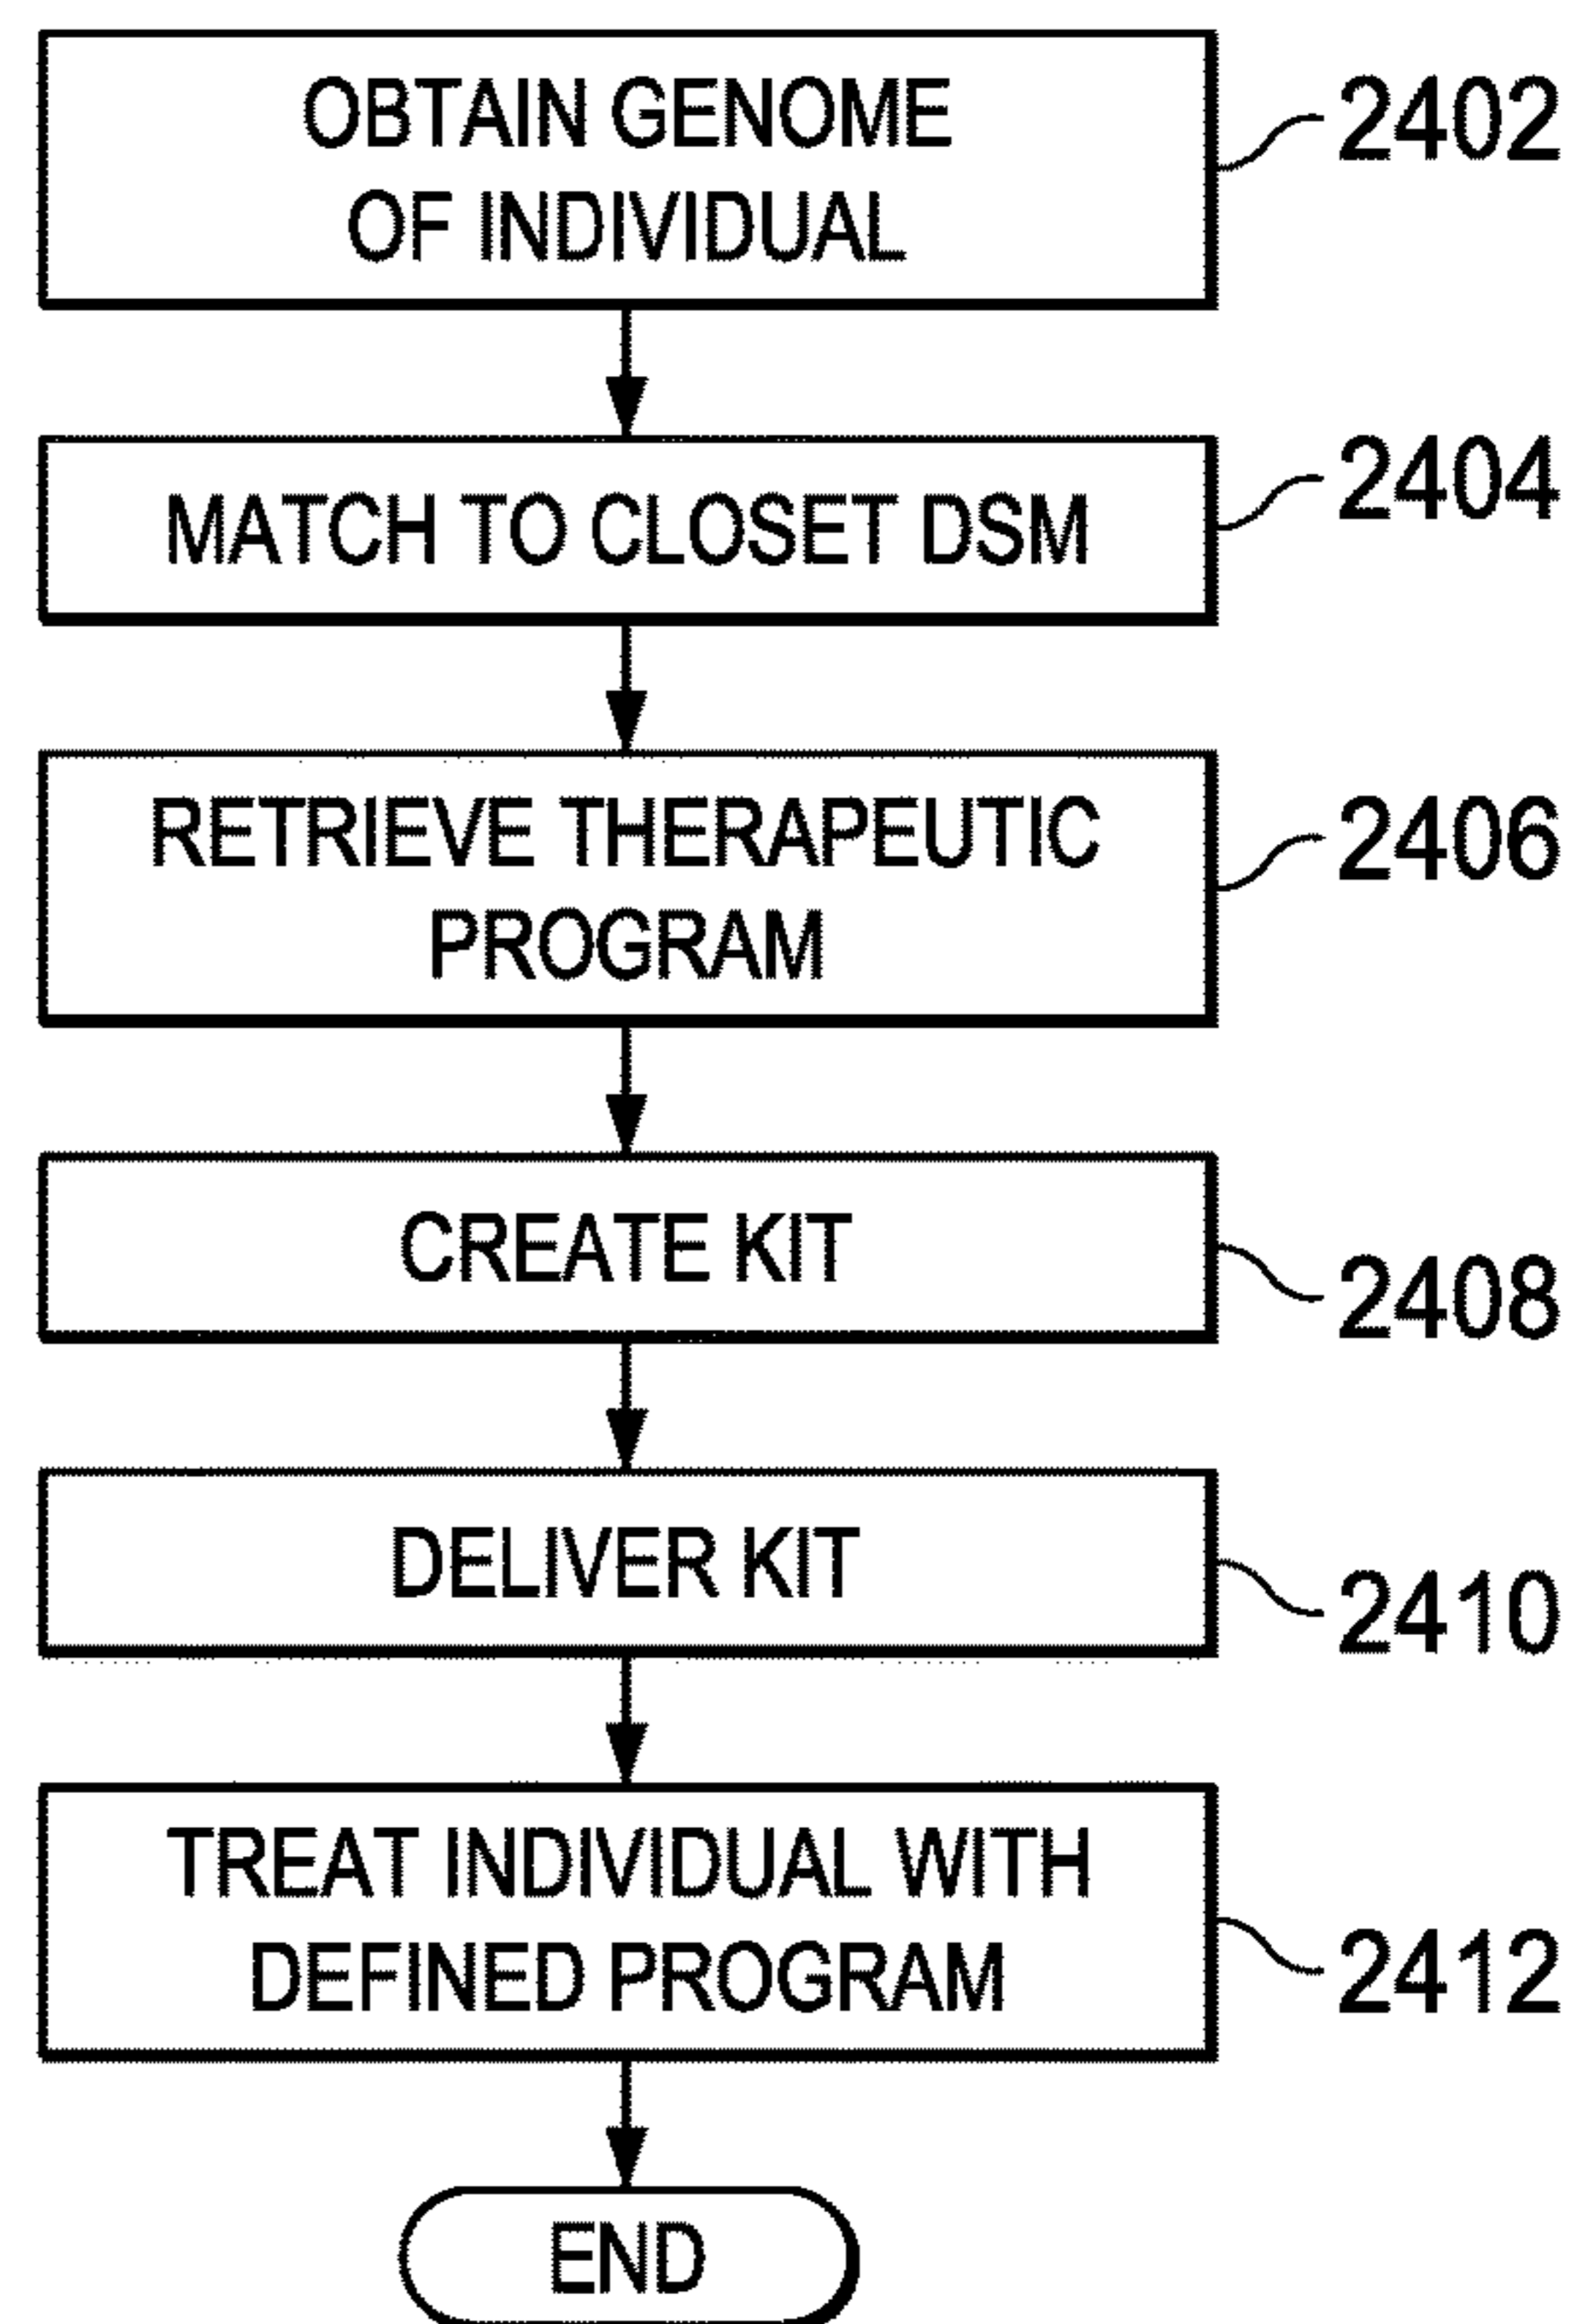 OBTAIN GENOME
OF INDIVIDUAL
2402
MATCH TO CLOSET DSM
2404
RETRIEVE THERAPEUTIC
PROGRAM
2406
CREATE KIT
2408
DELIVER KIT
2410
TREAT INDIVIDUAL WITH
DEFINED PROGRAM
2412
END